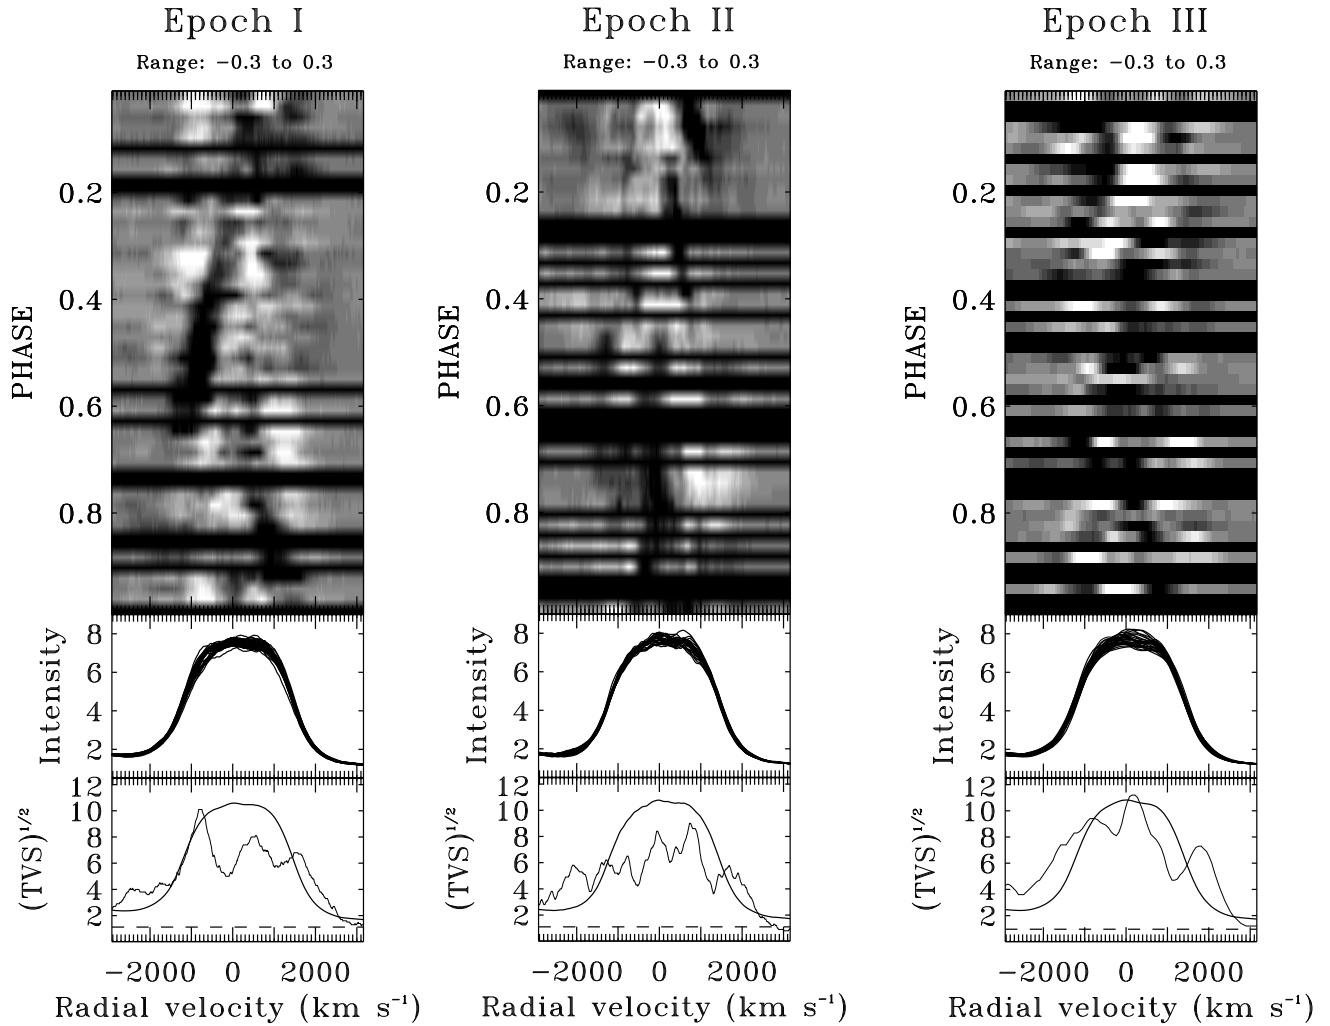 Epoch I
Epoch II
Epoch III
Range: −0.3 to 0.3
Range: −0.3 to 0.3
Range: −0.3 to 0.3
PHASE
0.2
0.4
0.6
0.8
PHASE
0.2
0.4
0.6
0.8
PHASE
0.2
0.4
0.6
0.8
Intensity
8
6
4
2
Intensity
8
6
4
2
Intensity
8
6
4
2
(TVS)¹/²
12
10
8
6
4
2
(TVS)¹/²
12
10
8
6
4
2
(TVS)¹/²
12
10
8
6
4
2
−2000 0 2000
−2000 0 2000
−2000 0 2000
Radial velocity (km s⁻¹)
Radial velocity (km s⁻¹)
Radial velocity (km s⁻¹)